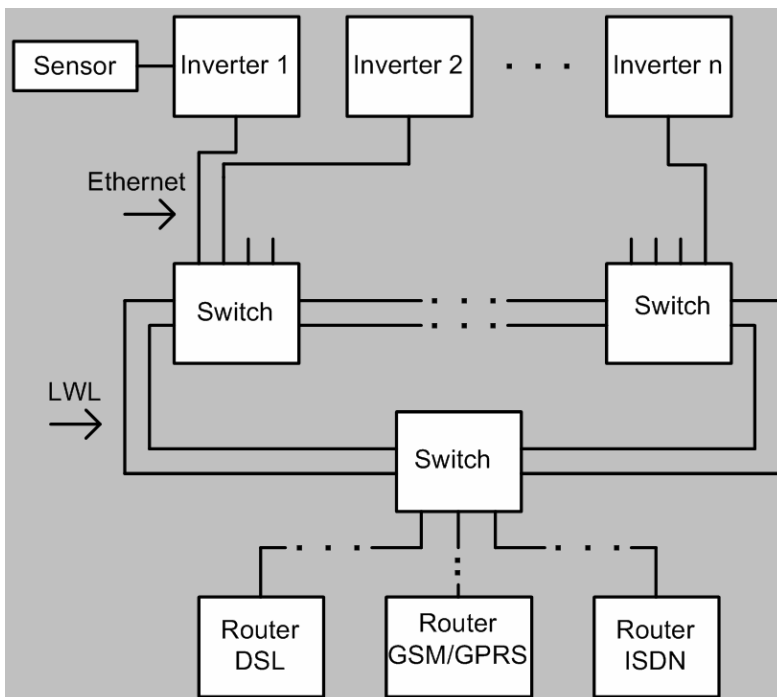 Sensor
Inverter 1
Inverter 2
Inverter n
Ethernet
Switch
Switch
LWL
Switch
Router
DSL
Router
GSM/GPRS
Router
ISDN